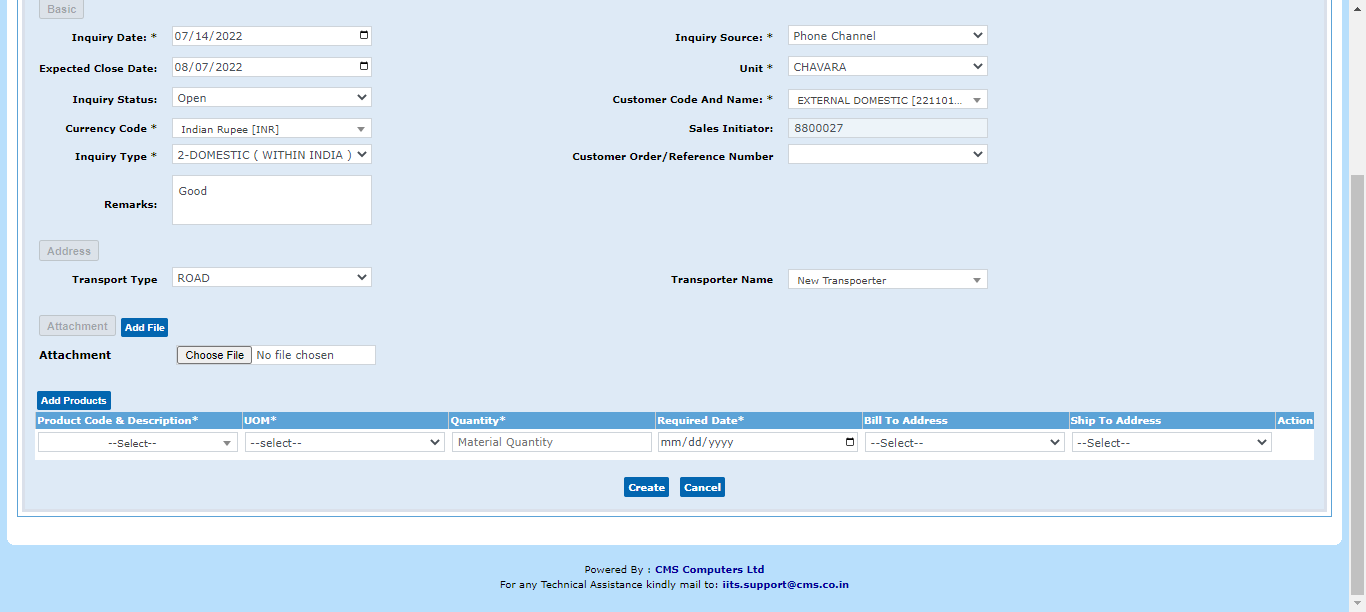 Basic
Inquiry Date: * 07/14/2022 Inquiry Source: * Phone Channel
Expected Close Date: 08/07/2022 Unit * CHAVARA
Inquiry Status: Open Customer Code And Name: * EXTERNAL DOMESTIC [221101...
Currency Code * Indian Rupee [INR] Sales Initiator: 8800027
Inquiry Type * 2-DOMESTIC ( WITHIN INDIA ) Customer Order/Reference Number
Remarks: Good
Address
Transport Type ROAD Transporter Name New Transpoerter
Attachment Add File
Attachment Choose File No file chosen
Add Products
Product Code & Description* UOM* Quantity* Required Date* Bill To Address Ship To Address Action
--Select-- --select-- Material Quantity mm/dd/yyyy --Select-- --Select--
Create Cancel
Powered By : CMS Computers Ltd
For any Technical Assistance kindly mail to: iits.support@cms.co.in